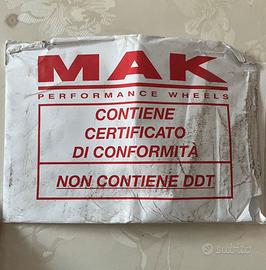 MAK
PERFORMANCE WHEELS
CONTIENE
CERTIFICATO
DI CONFORMITÀ
NON CONTIENE DDT
subito